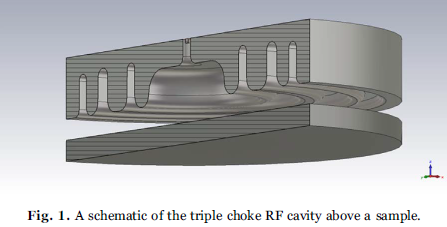 Fig. 1. A schematic of the triple choke RF cavity above a sample.